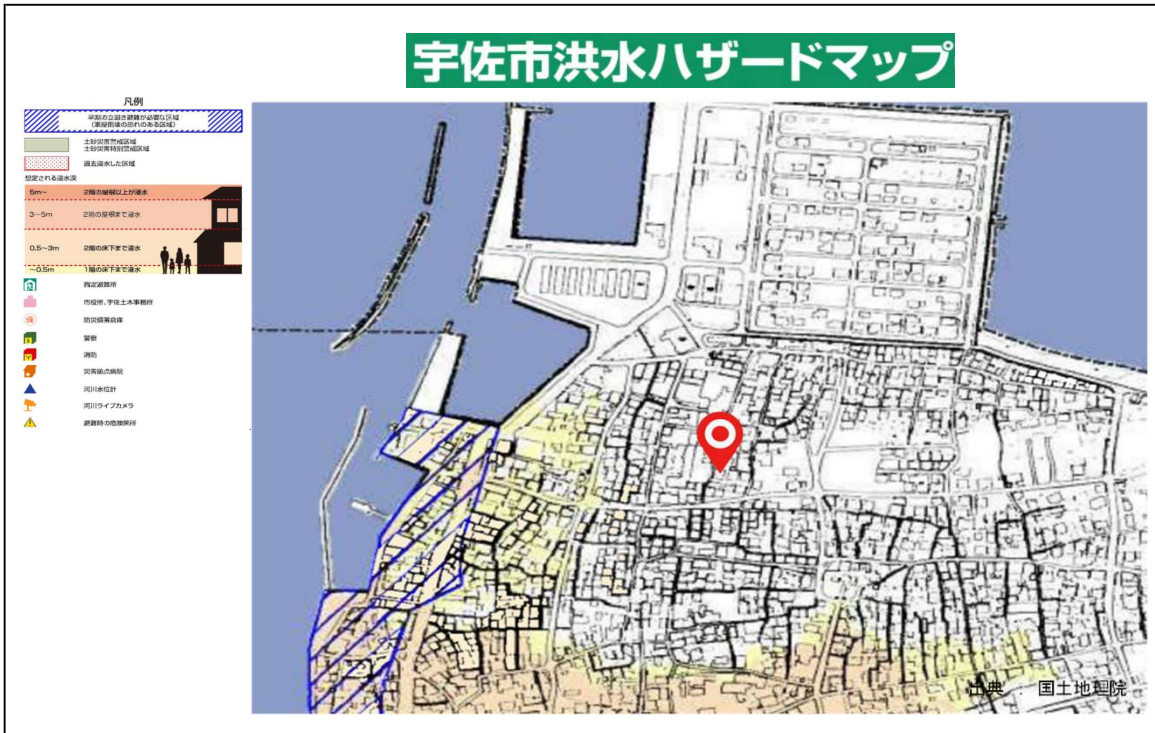 宇佐市洪水ハザードマップ
凡例
早期の立退き避難が必要な区域
(家屋倒壊の恐れのある区域)
土砂災害警戒区域
土砂災害特別警戒区域
過去浸水した区域
想定される浸水深
5m～ 2階の屋根以上が浸水
3～5m 2階の屋根まで浸水
0.5～3m 2階の床下まで浸水
～0.5m 1階の床下まで浸水
指定避難所
市役所、宇佐土木事務所
防災備蓄倉庫
警察
消防
災害拠点病院
河川水位計
河川ライブカメラ
避難時の危険箇所
出典 国土地理院